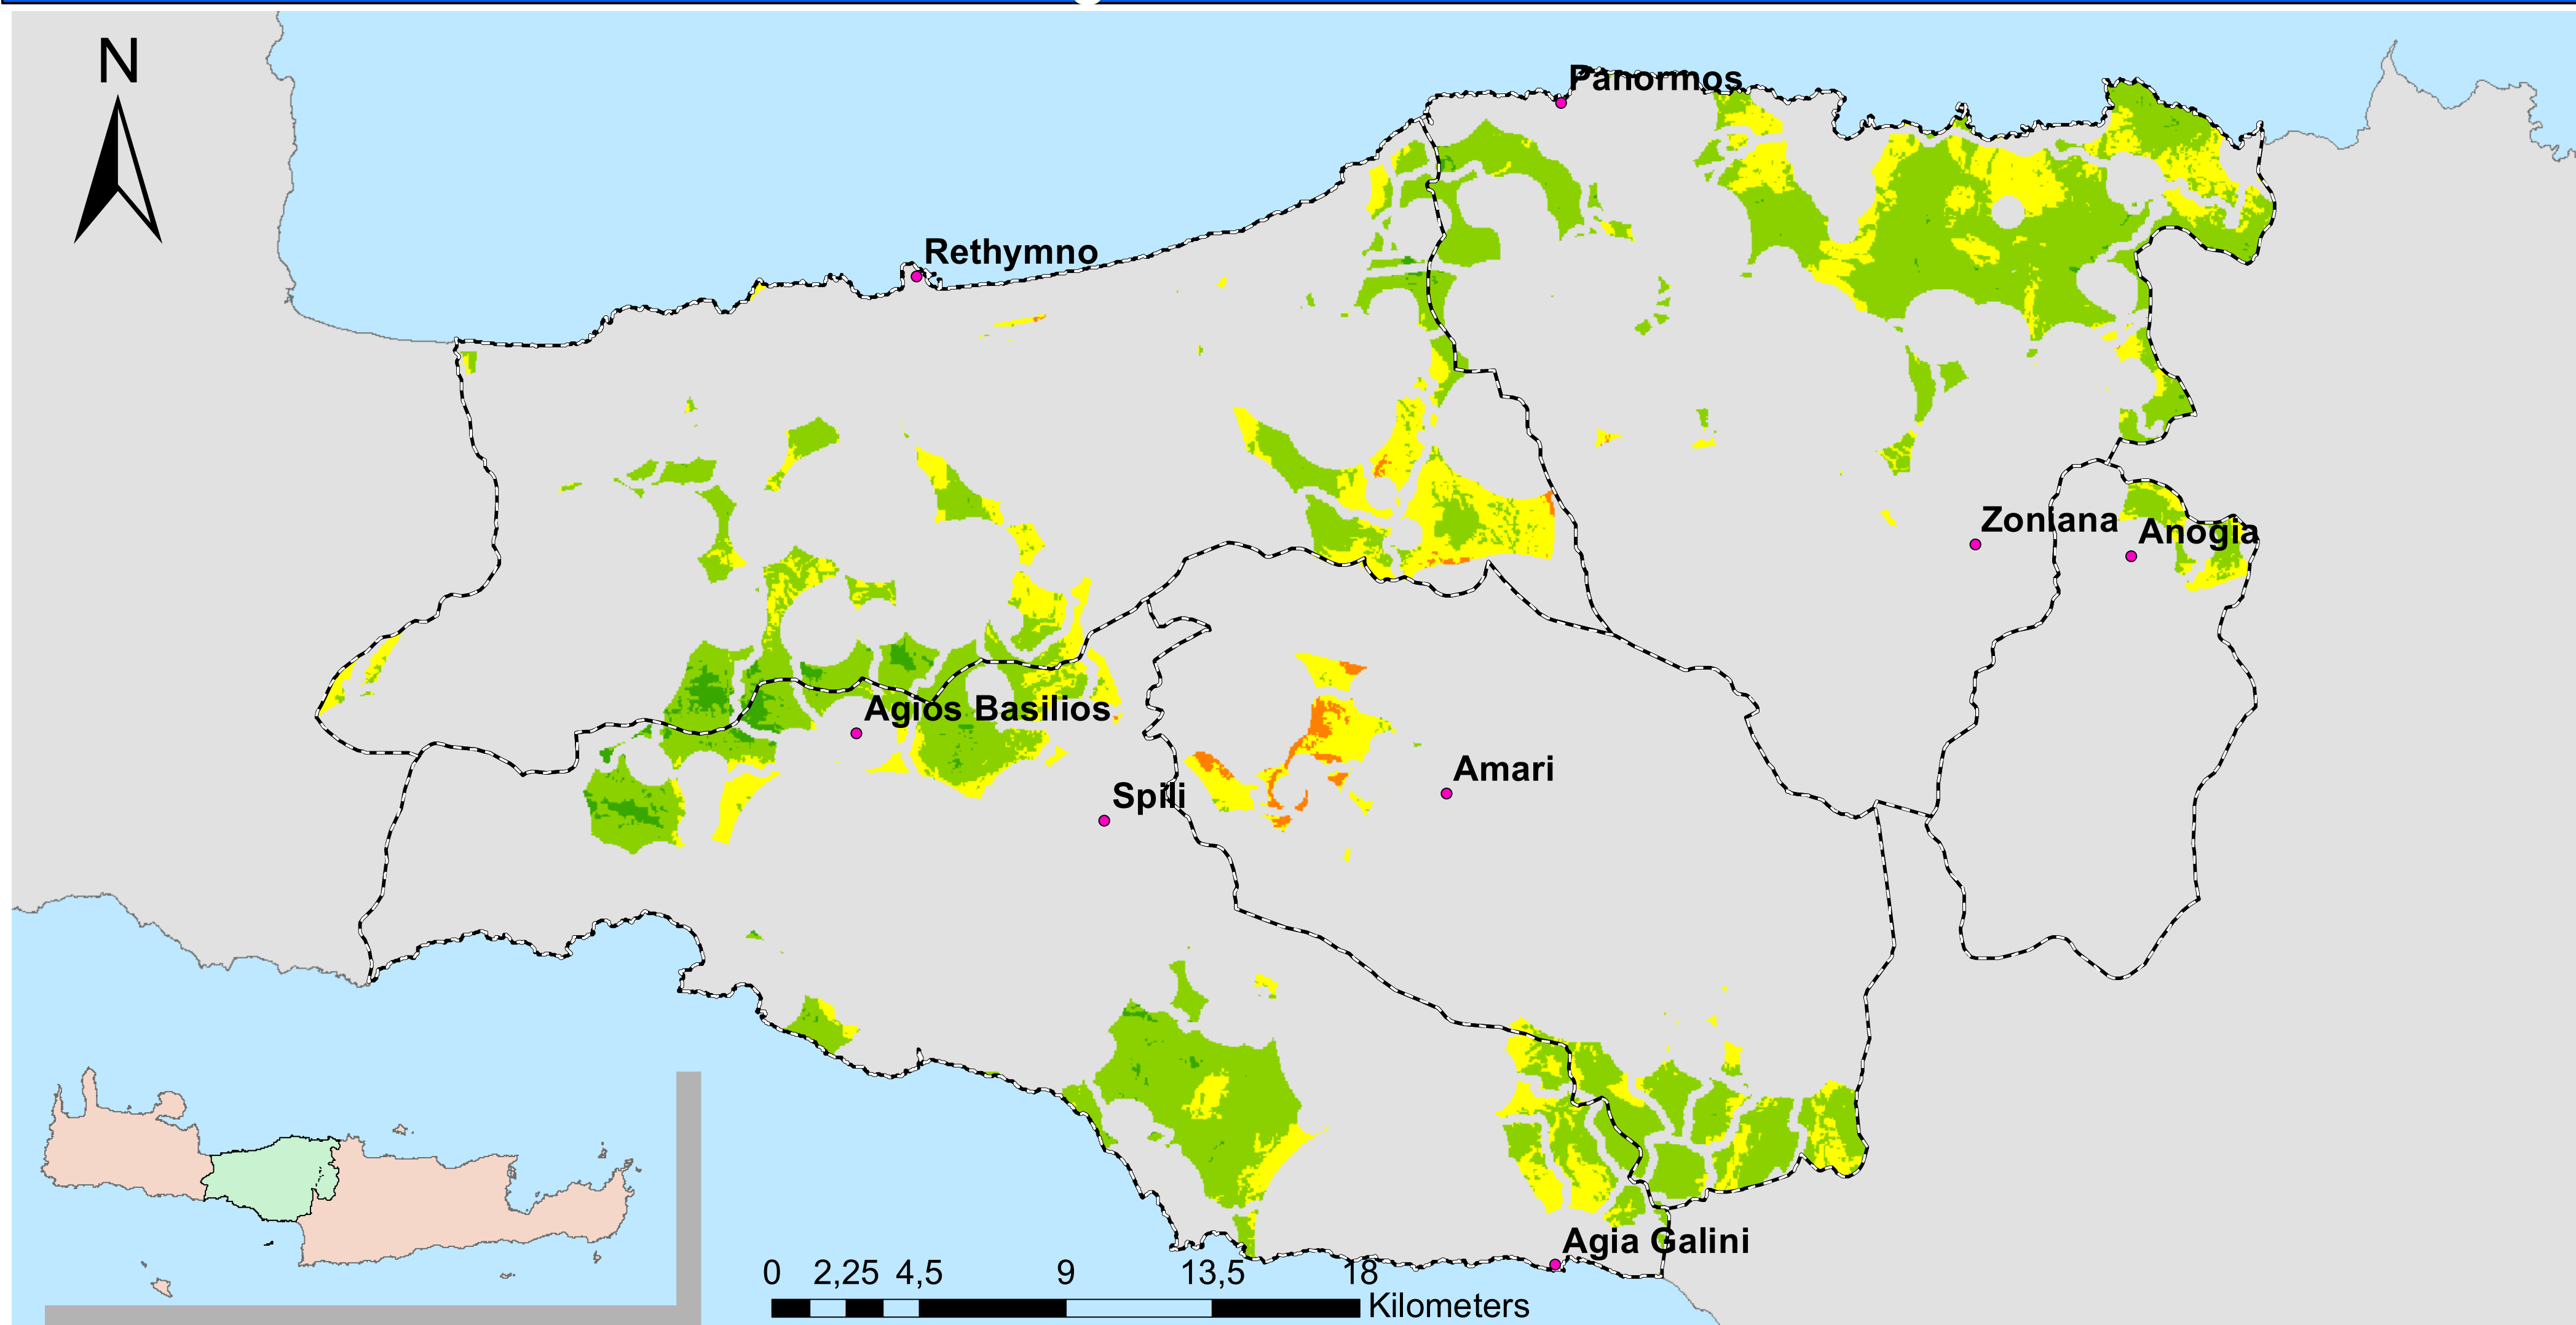 N
Panormos
Rethymno
Zoniana
Anogia
Agios Basilios
Amari
Spili
Agia Galini
0 2,25 4,5 9 13,5 18
Kilometers